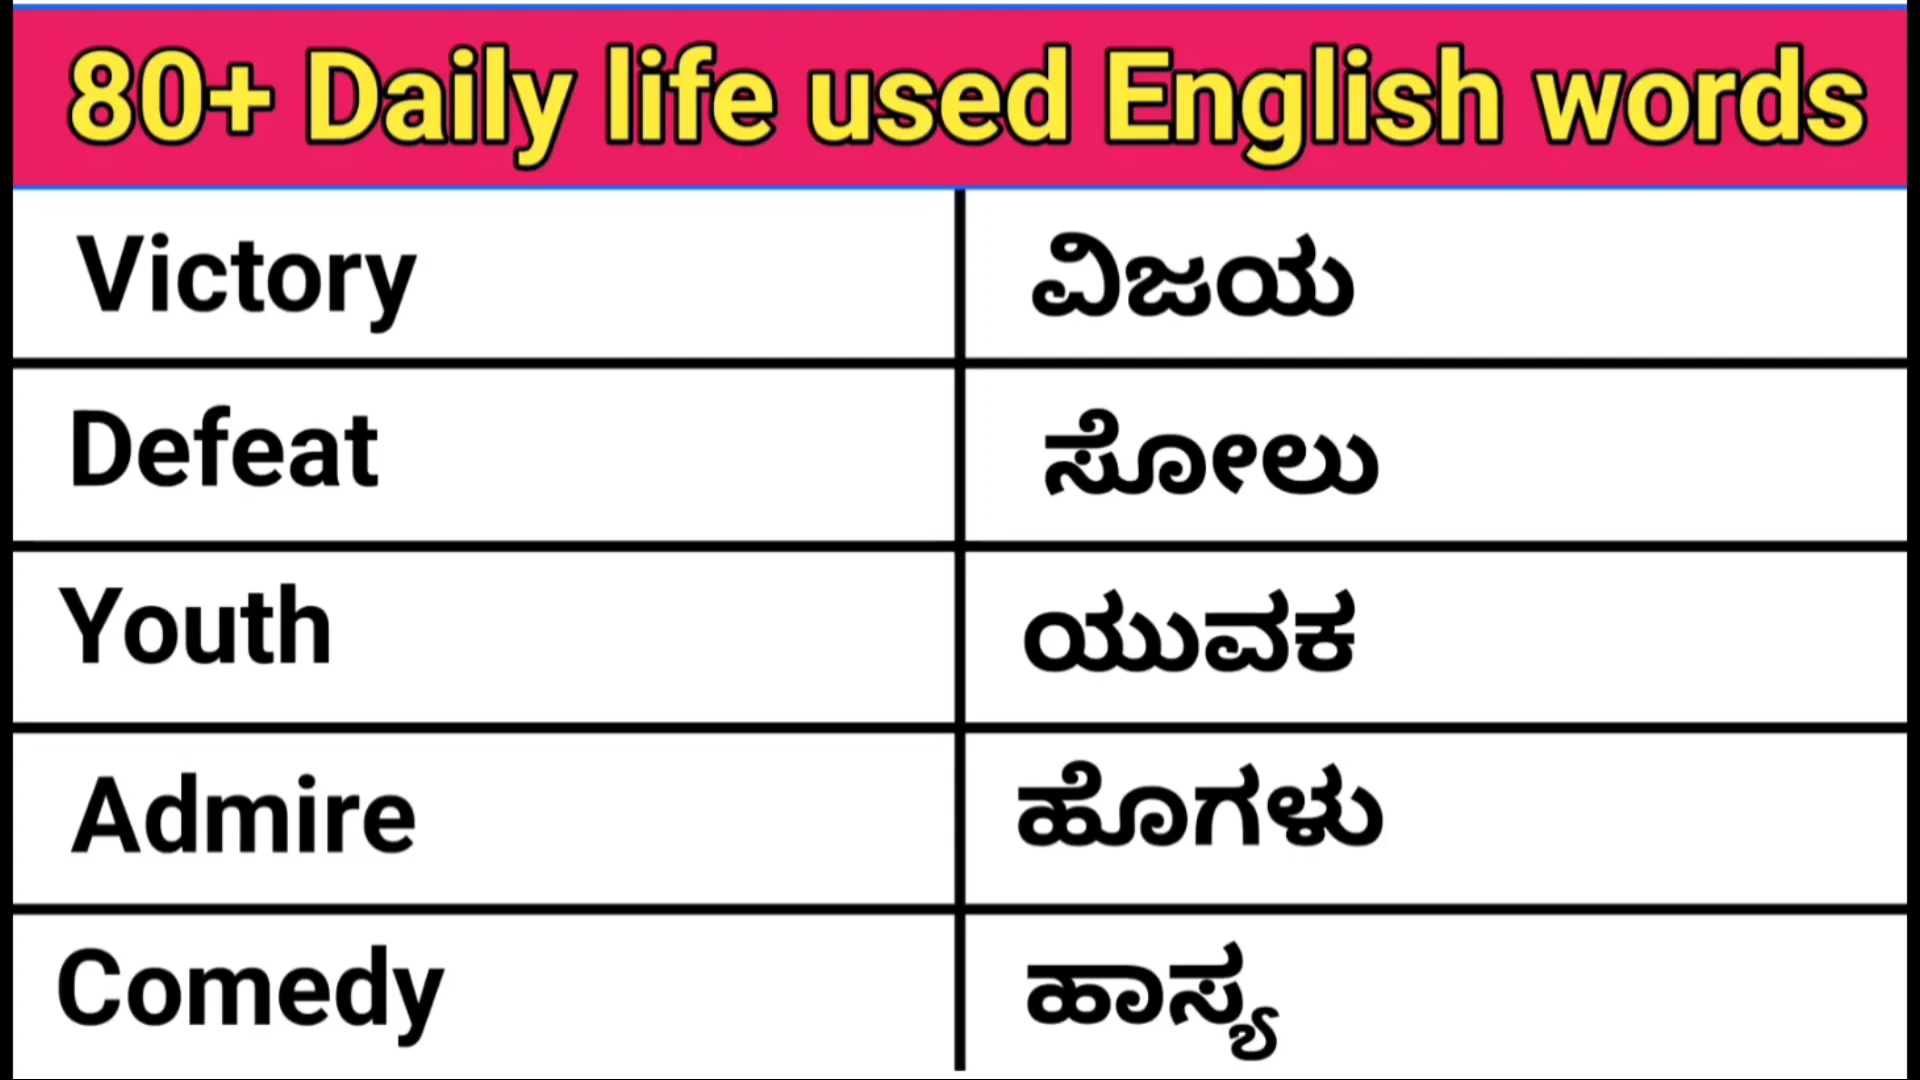 80+ Daily life used English words
Victory ವಿಜಯ
Defeat ಸೋಲು
Youth ಯುವಕ
Admire ಹೊಗಳು
Comedy ಹಾಸ್ಯ